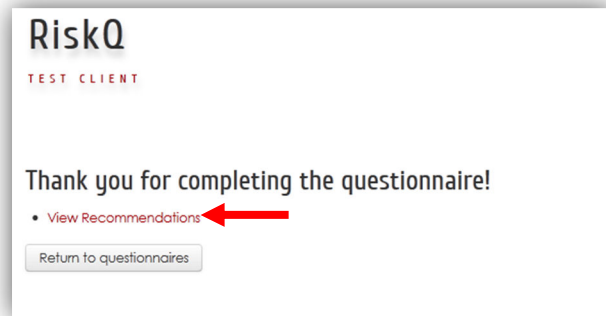 RiskQ
TEST CLIENT
Thank you for completing the questionnaire!
• View Recommendations
Return to questionnaires